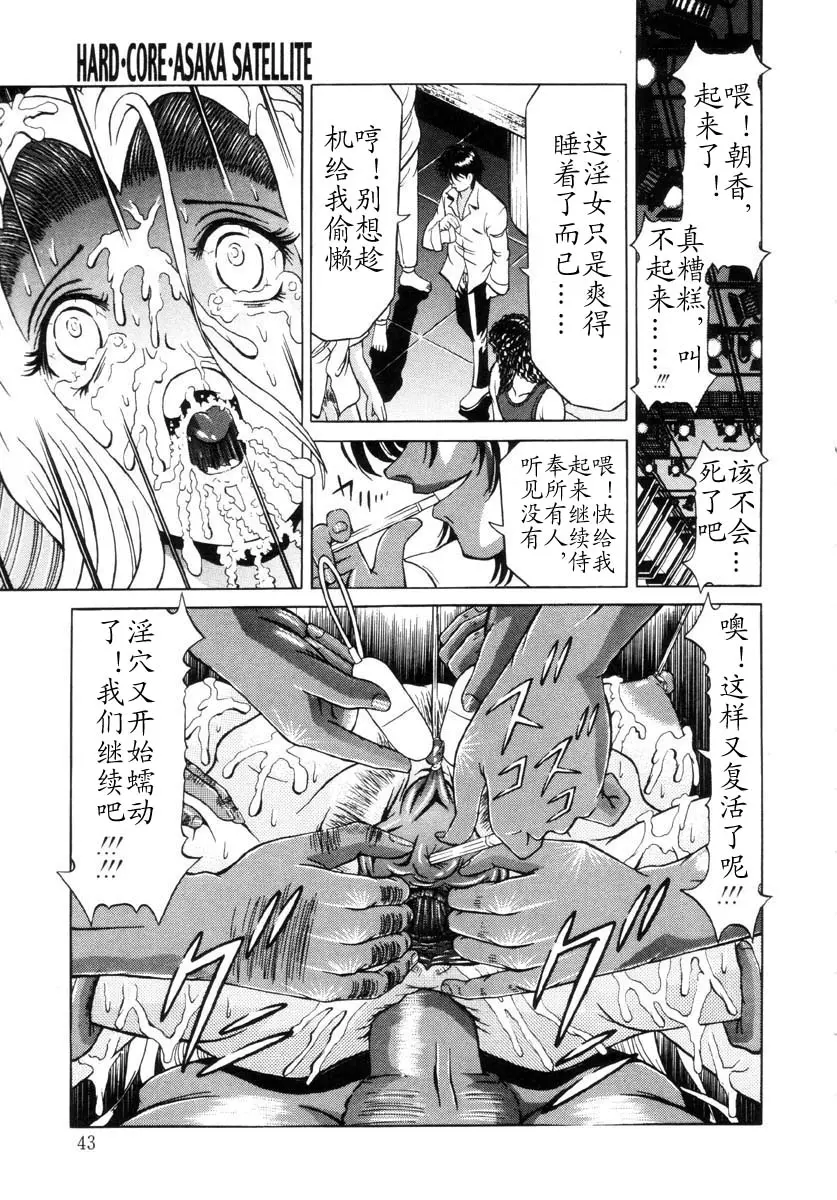 HARD·CORE·ASAKA SATELLITE
喂！朝香，
起来了！
真糟糕，叫
不起来……!!!
该不会…
死了吧
这淫女只是爽得
睡着了而已……
哼！别想趁
机给我偷懒
喂！快给我
起来继续侍
奉所有人，
听见没有
噢！这样又复活了呢!!!
淫穴又开始蠕动
了！我们继续吧
!!! !!!
43